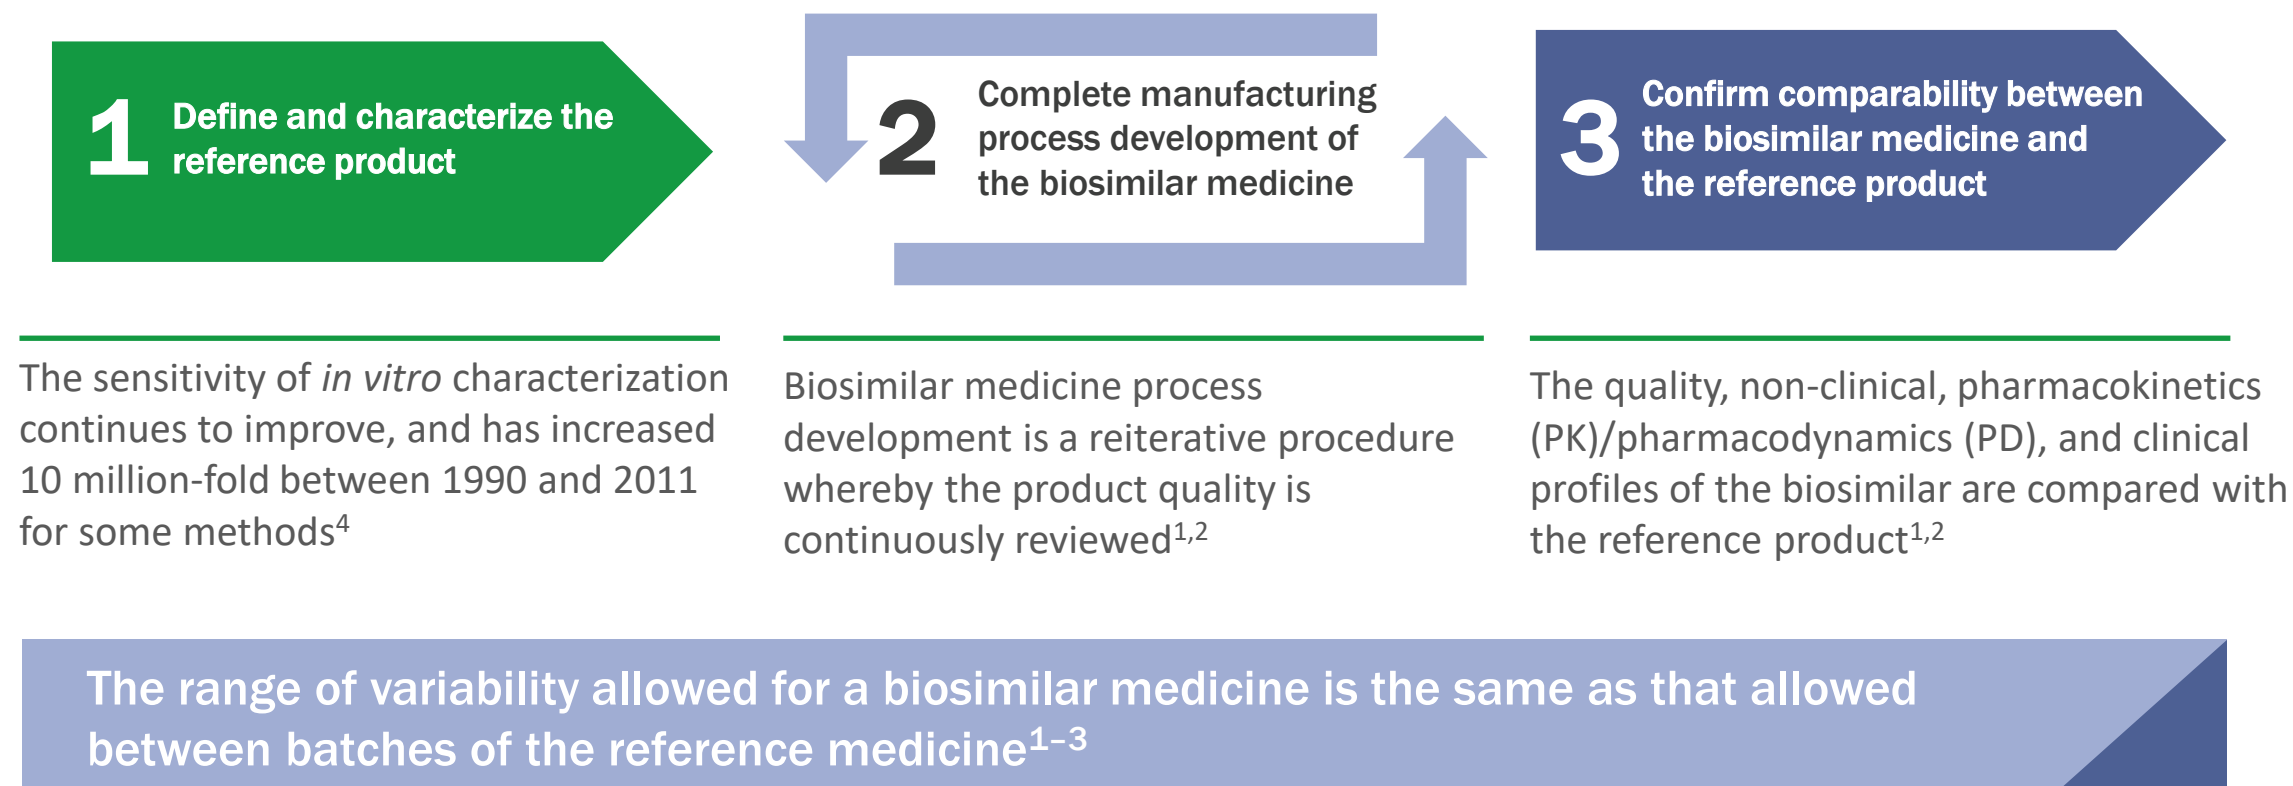 1
Define and characterize the
reference product
2
Complete manufacturing
process development of
the biosimilar medicine
3
Confirm comparability between
the biosimilar medicine and
the reference product
The sensitivity of in vitro characterization
continues to improve, and has increased
10 million-fold between 1990 and 2011
for some methods4
Biosimilar medicine process
development is a reiterative procedure
whereby the product quality is
continuously reviewed1,2
The quality, non-clinical, pharmacokinetics
(PK)/pharmacodynamics (PD), and clinical
profiles of the biosimilar are compared with
the reference product1,2
The range of variability allowed for a biosimilar medicine is the same as that allowed
between batches of the reference medicine1–3